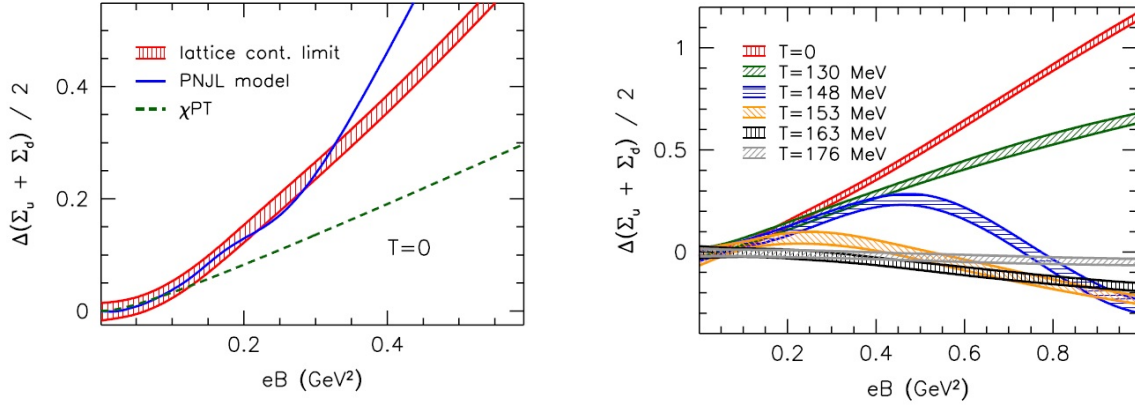 Δ(Σu + Σd) / 2
0.4
0.2
0
lattice cont. limit
PNJL model
χPT
T=0
0.2
0.4
eB (GeV²)
Δ(Σu + Σd) / 2
1
0.5
0
T=0
T=130 MeV
T=148 MeV
T=153 MeV
T=163 MeV
T=176 MeV
0.2
0.4
0.6
0.8
eB (GeV²)